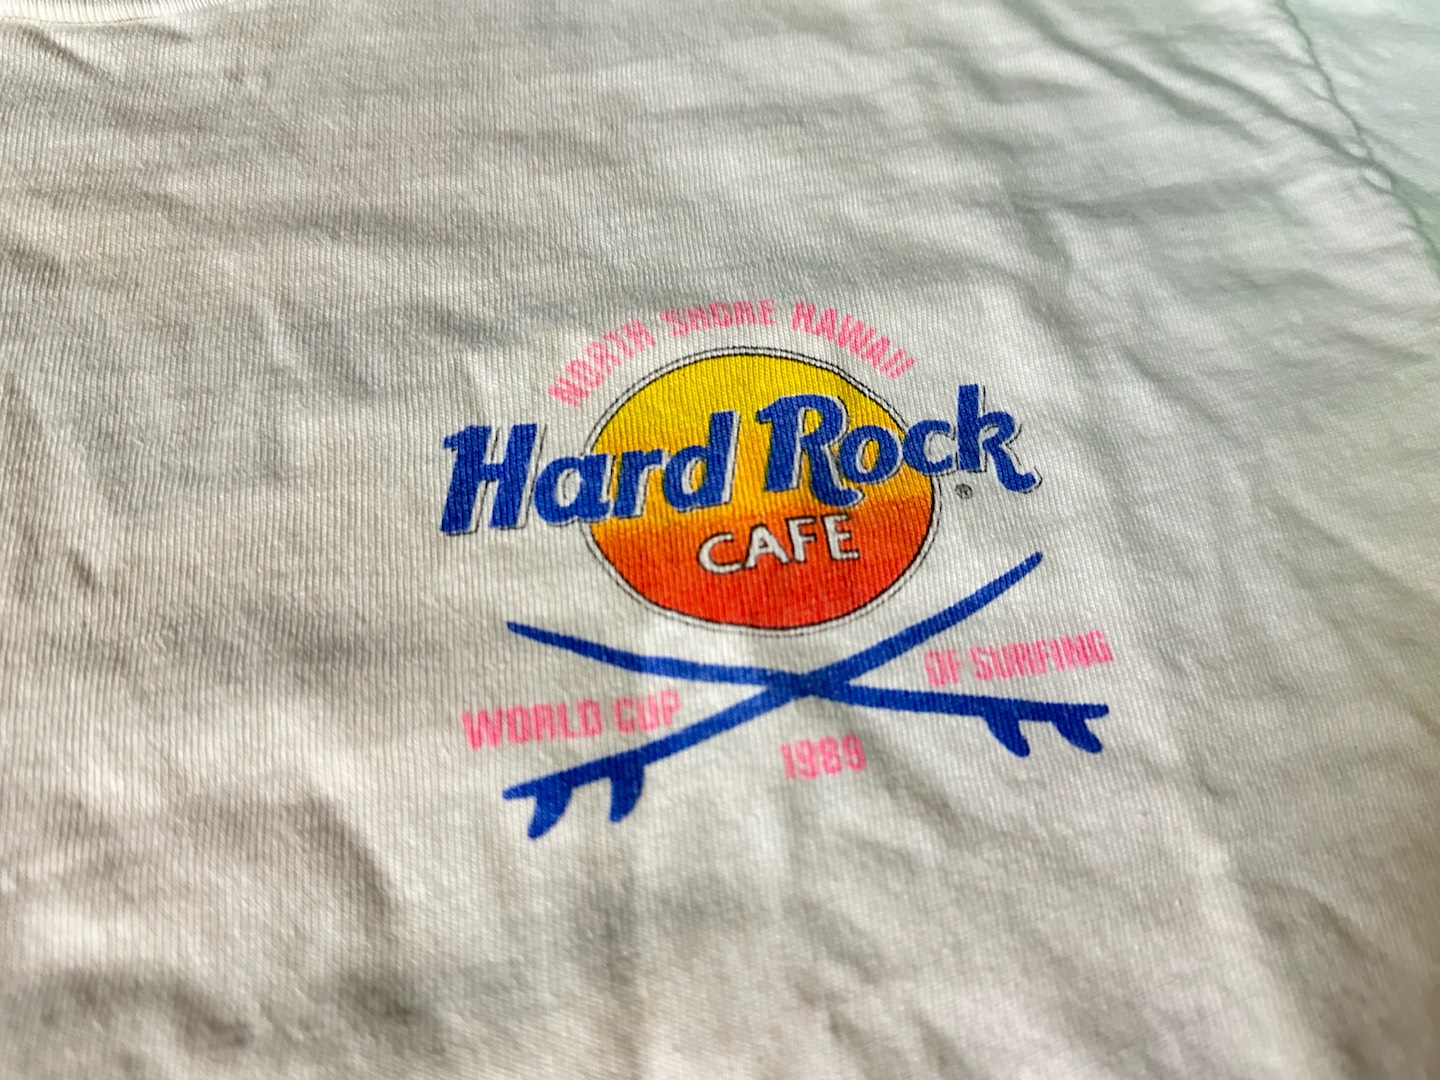 NORTH SHORE HAWAII
Hard Rock
®
CAFE
WORLD CUP OF SURFING
1989